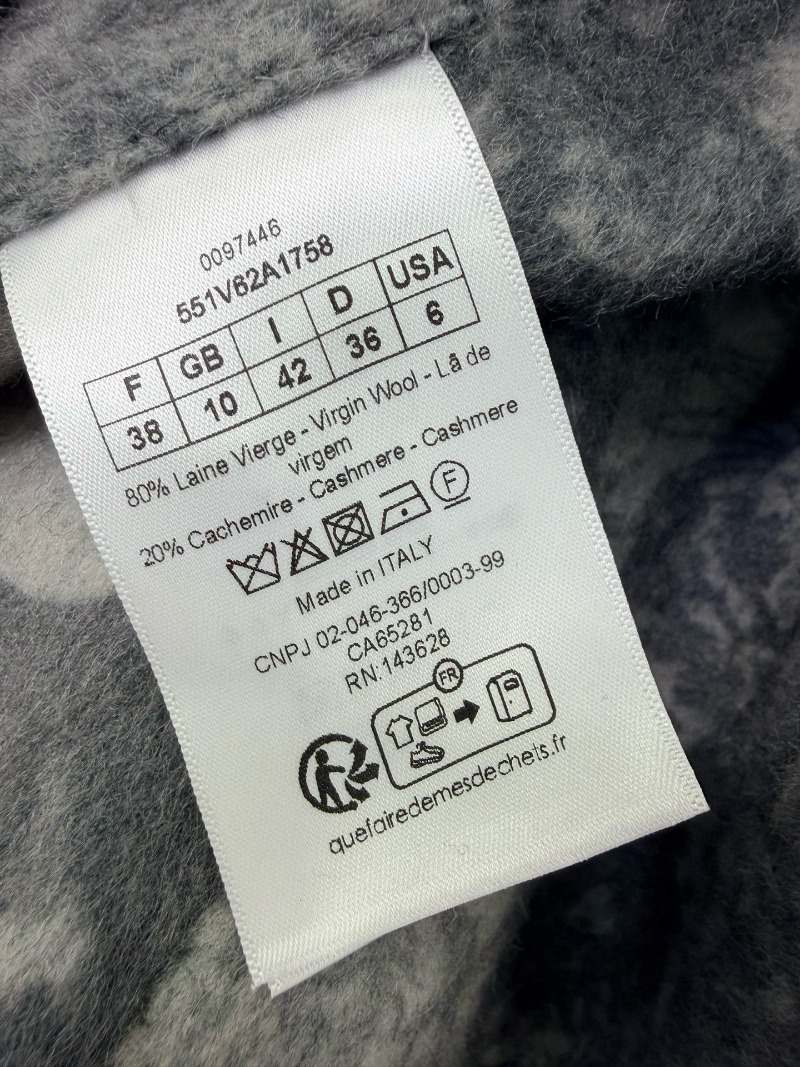 0097446
551V82A1758
F GB I D USA
38 10 42 36 6
80% Laine Vierge - Virgin Wool - Lã de
virgem
20% Cachemire - Cashmere - Cashmere
F
Made in ITALY
CNPJ 02-046-366/0003-99
CA65281
RN:143628
FR
quefairedemesdechets.fr